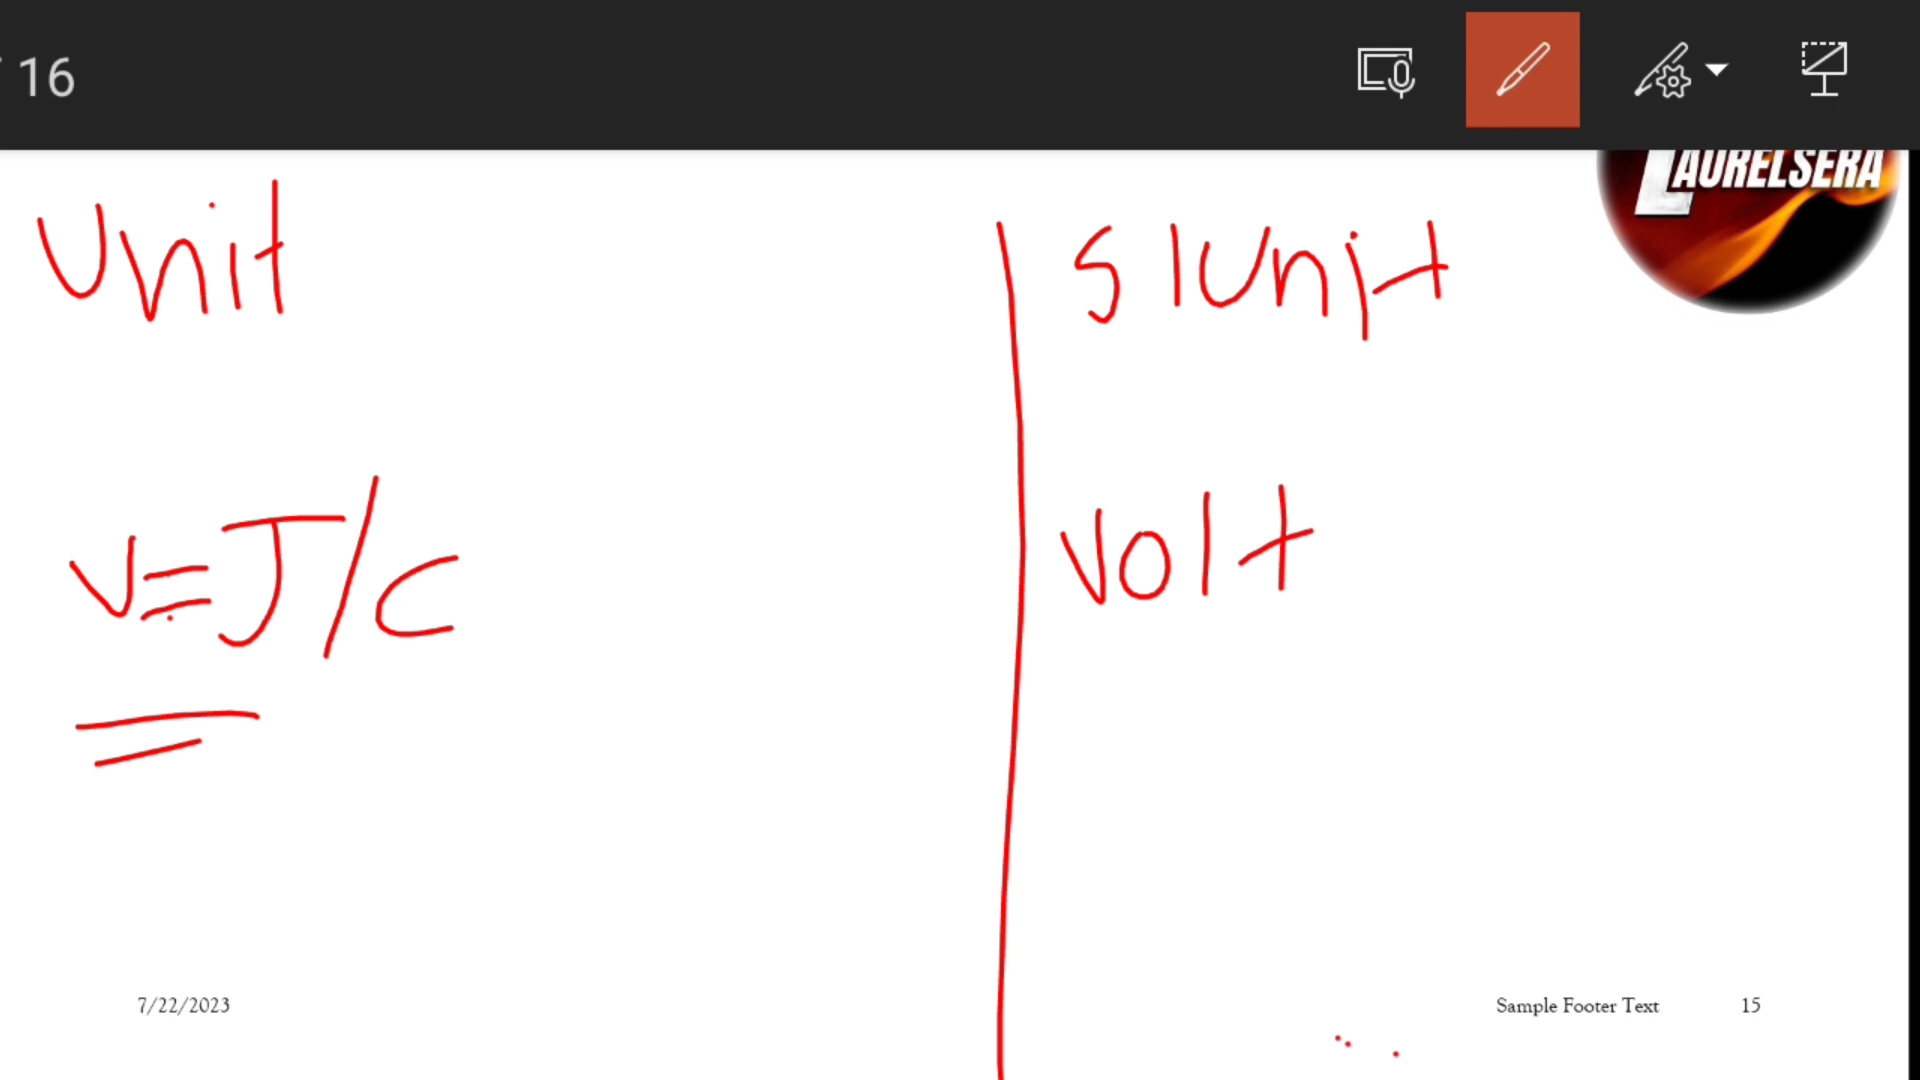 16
LAURELSERA
Unit
SI Unit
V = J/C
Volt
7/22/2023
Sample Footer Text
15